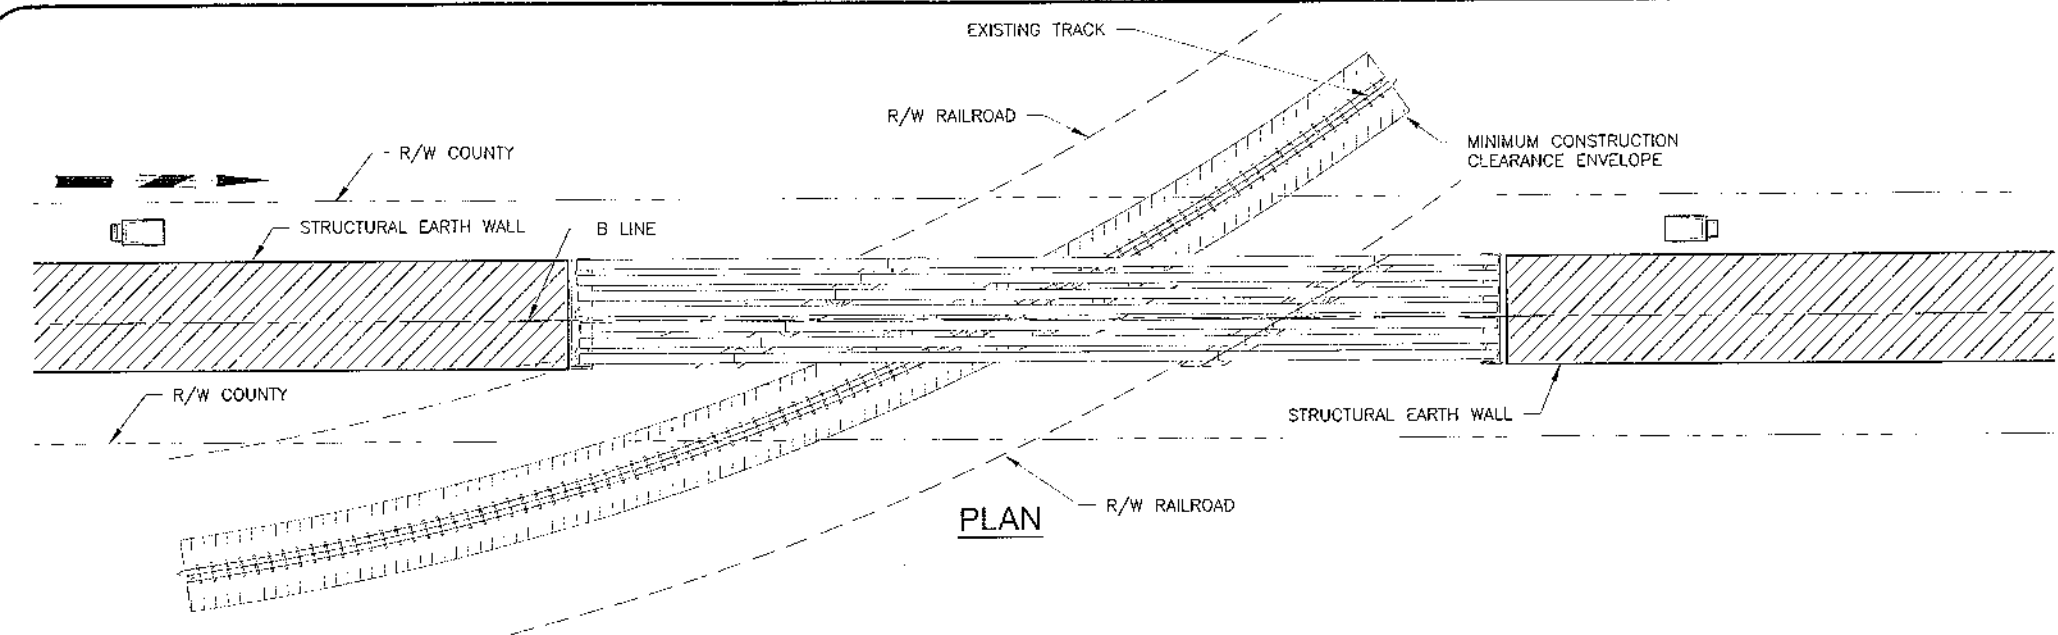 EXISTING TRACK
R/W RAILROAD
MINIMUM CONSTRUCTION
CLEARANCE ENVELOPE
- R/W COUNTY
STRUCTURAL EARTH WALL
B LINE
R/W COUNTY
STRUCTURAL EARTH WALL
R/W RAILROAD
PLAN